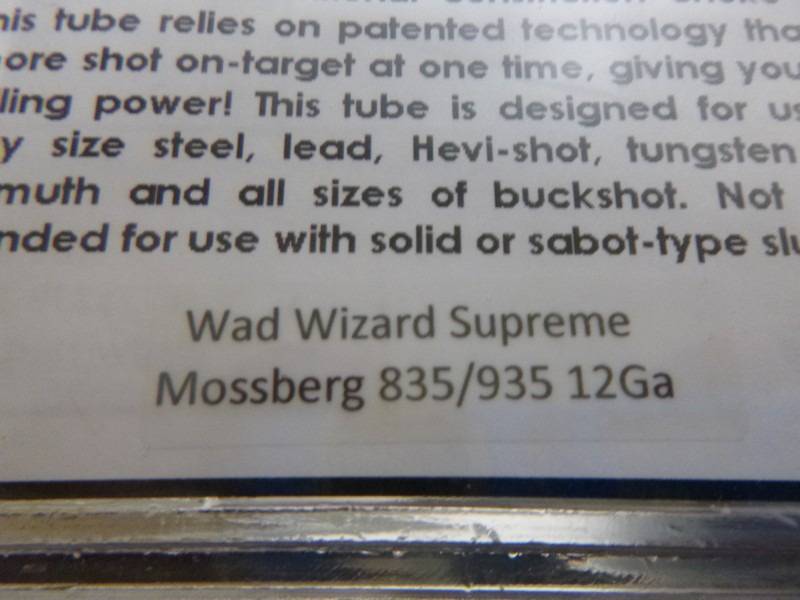 his tube relies on patented technology tha
ore shot on-target at one time, giving you
ling power! This tube is designed for us
y size steel, lead, Hevi-shot, tungsten
muth and all sizes of buckshot. Not
nded for use with solid or sabot-type slu
Wad Wizard Supreme
Mossberg 835/935 12Ga